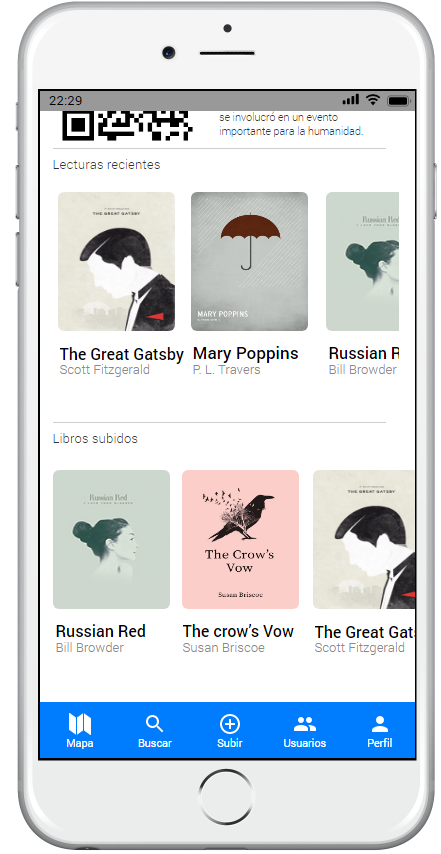 22:29
se involucró en un evento
importante para la humanidad.
Lecturas recientes
THE GREAT GATSBY
MARY POPPINS
Russian Red
The Great Gatsby
Mary Poppins
Russian R
Scott Fitzgerald
P. L. Travers
Bill Browder
Libros subidos
Russian Red
The Crow's
Vow
Susan Briscoe
THE GREAT GATSBY
Russian Red
The crow's Vow
The Great Gats
Bill Browder
Susan Briscoe
Scott Fitzgerald
Mapa
Buscar
Subir
Usuarios
Perfil